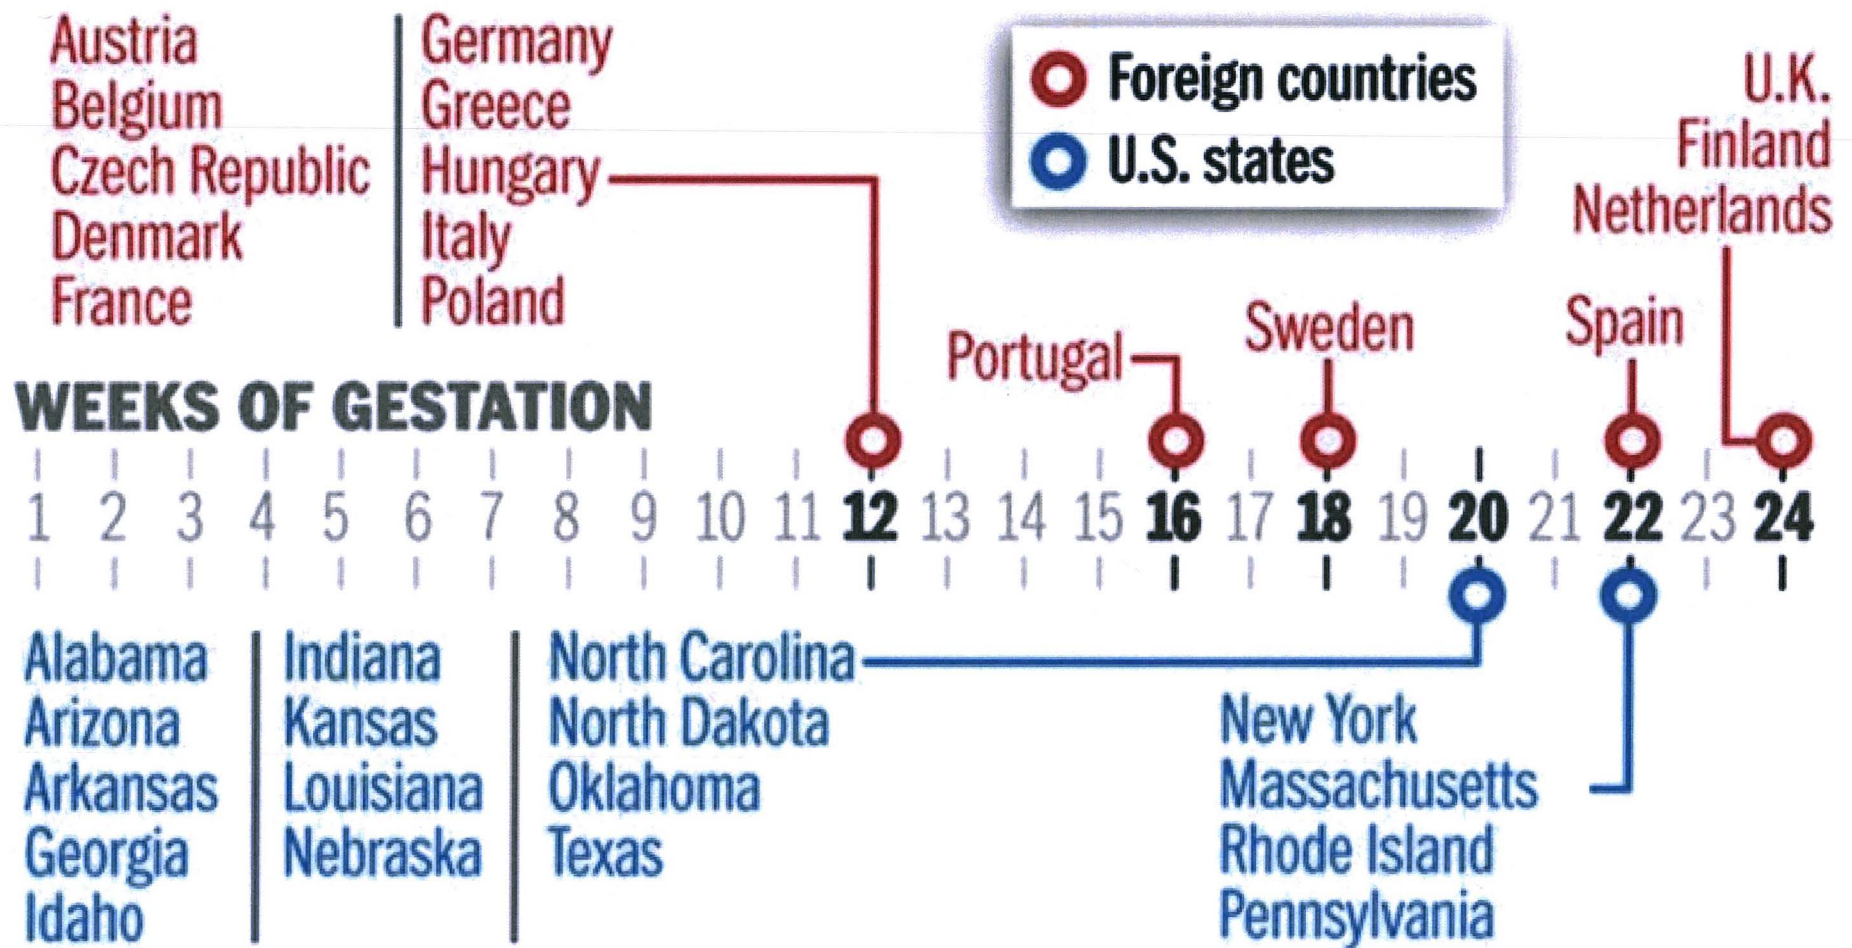 Austria
Belgium
Czech Republic
Denmark
France
Germany
Greece
Hungary
Italy
Poland
Foreign countries
U.S. states
U.K.
Finland
Netherlands
Portugal
Sweden
Spain
WEEKS OF GESTATION
1 2 3 4 5 6 7 8 9 10 11 12 13 14 15 16 17 18 19 20 21 22 23 24
Alabama
Arizona
Arkansas
Georgia
Idaho
Indiana
Kansas
Louisiana
Nebraska
North Carolina
North Dakota
Oklahoma
Texas
New York
Massachusetts
Rhode Island
Pennsylvania